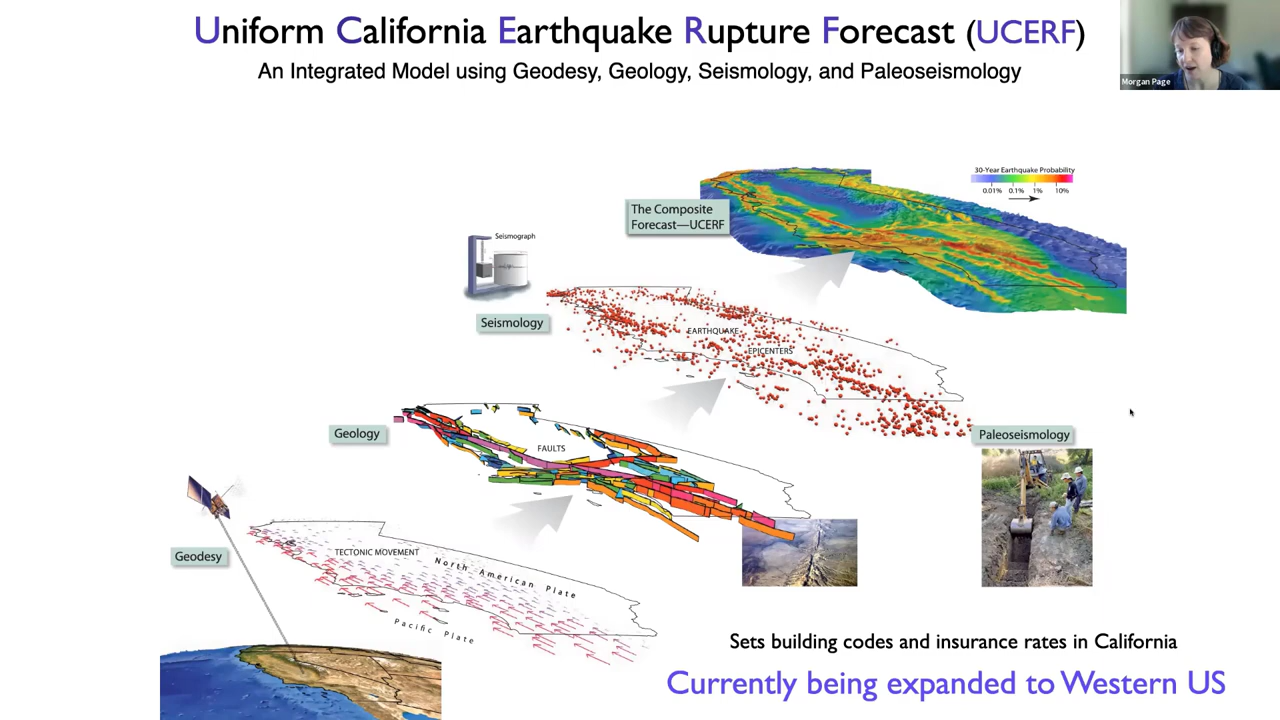 Uniform California Earthquake Rupture Forecast (UCERF)
An Integrated Model using Geodesy, Geology, Seismology, and Paleoseismology
Morgan Page
30-Year Earthquake Probability
0.01% 0.1% 1% 10%
The Composite
Forecast—UCERF
Seismograph
Seismology
EARTHQUAKE
EPICENTERS
Geology
FAULTS
Paleoseismology
Geodesy
TECTONIC MOVEMENT
North American Plate
Pacific Plate
Sets building codes and insurance rates in California
Currently being expanded to Western US